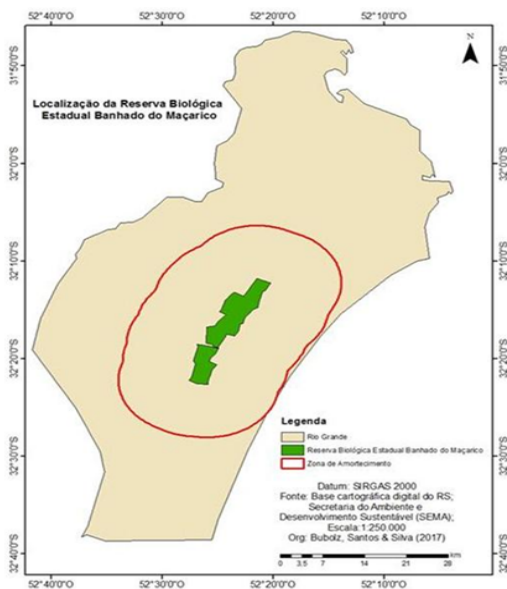 52°40'0"O 52°30'0"O 52°20'0"O 52°10'0"O
N
Localização da Reserva Biológica
Estadual Banhado do Maçarico
31°50'0"S
32°0'0"S
32°10'0"S
32°20'0"S
32°30'0"S
32°40'0"S
31°50'0"S
32°0'0"S
32°10'0"S
32°20'0"S
32°30'0"S
32°40'0"S
Legenda
Rio Grande
Reserva Biológica Estadual Banhado do Maçarico
Zona de Amortecimento
Datum: SIRGAS 2000
Fonte: Base cartográfica digital do RS;
Secretaria do Ambiente e
Desenvolvimento Sustentável (SEMA);
Escala:1:250.000
Org: Bubolz, Santos & Silva (2017)
km
0 3,5 7 14 21 28
52°40'0"O 52°30'0"O 52°20'0"O 52°10'0"O